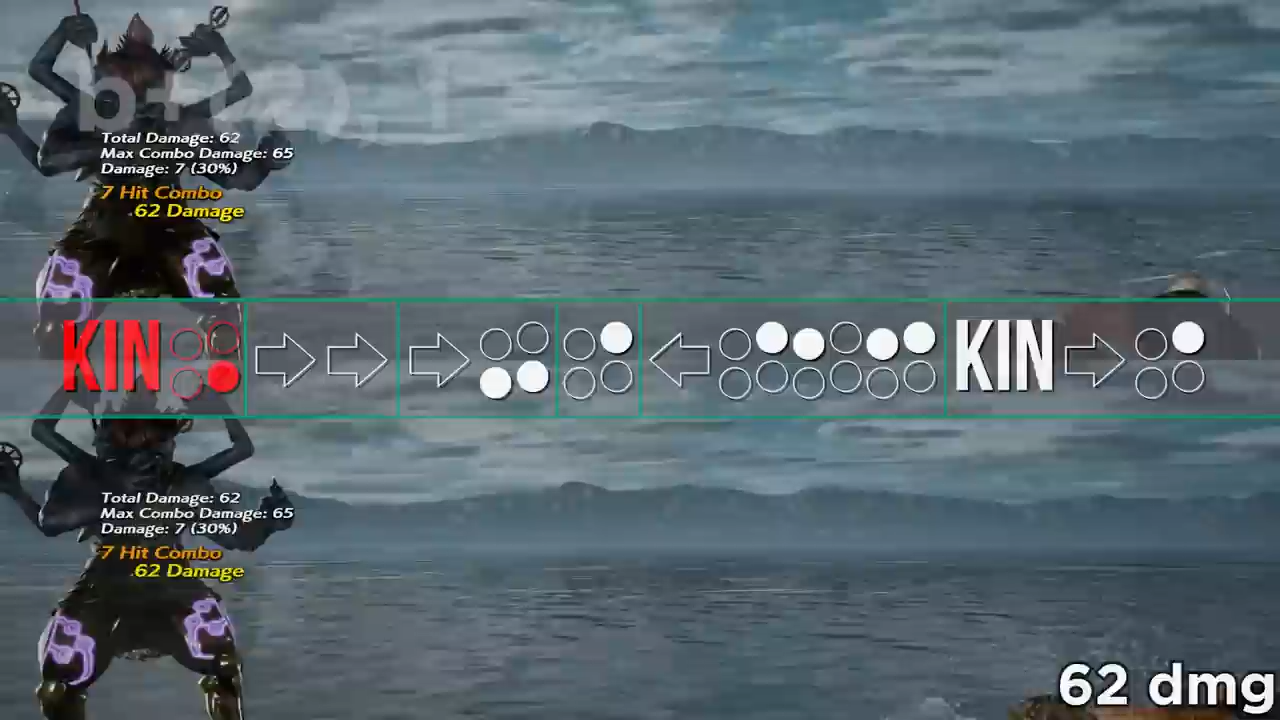 Total Damage: 62
Max Combo Damage: 65
Damage: 7 (30%)
7 Hit Combo
62 Damage
KIN KIN
Total Damage: 62
Max Combo Damage: 65
Damage: 7 (30%)
7 Hit Combo
62 Damage
62 dmg